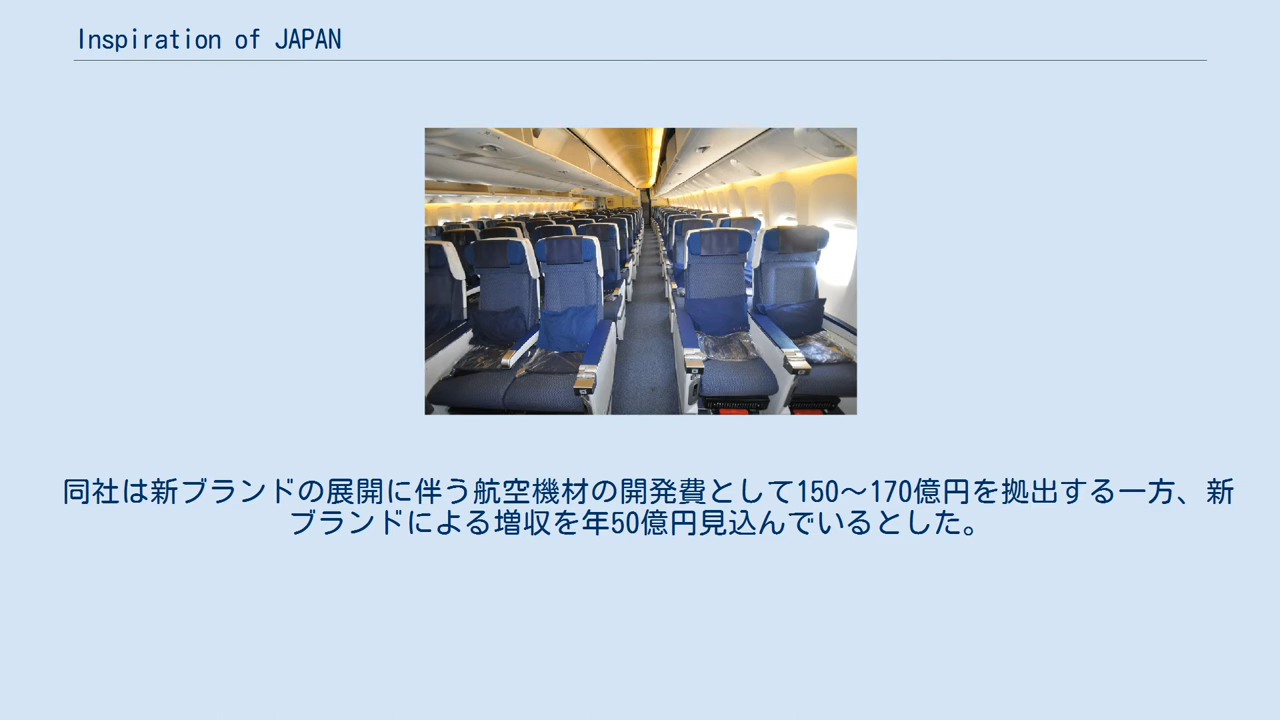 Inspiration of JAPAN
同社は新ブランドの展開に伴う航空機材の開発費として150〜170億円を拠出する一方、新
ブランドによる増収を年50億円見込んでいるとした。